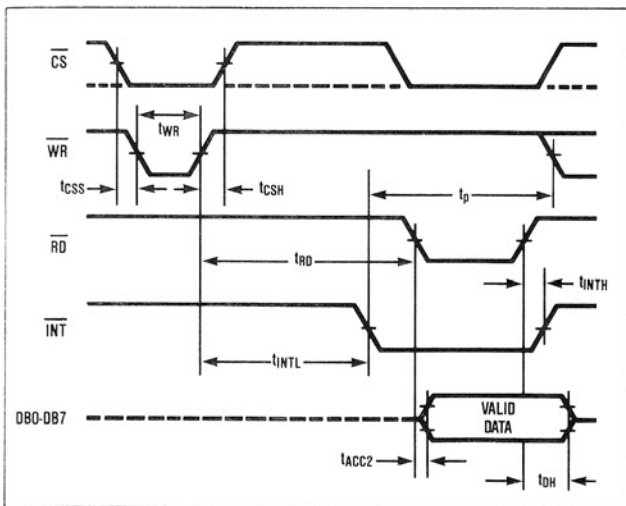 CS
tWR
WR
tCSS
tCSH
tp
RD
tRD
tINTH
INT
tINTL
DB0-DB7
VALID
DATA
tACC2
tDH